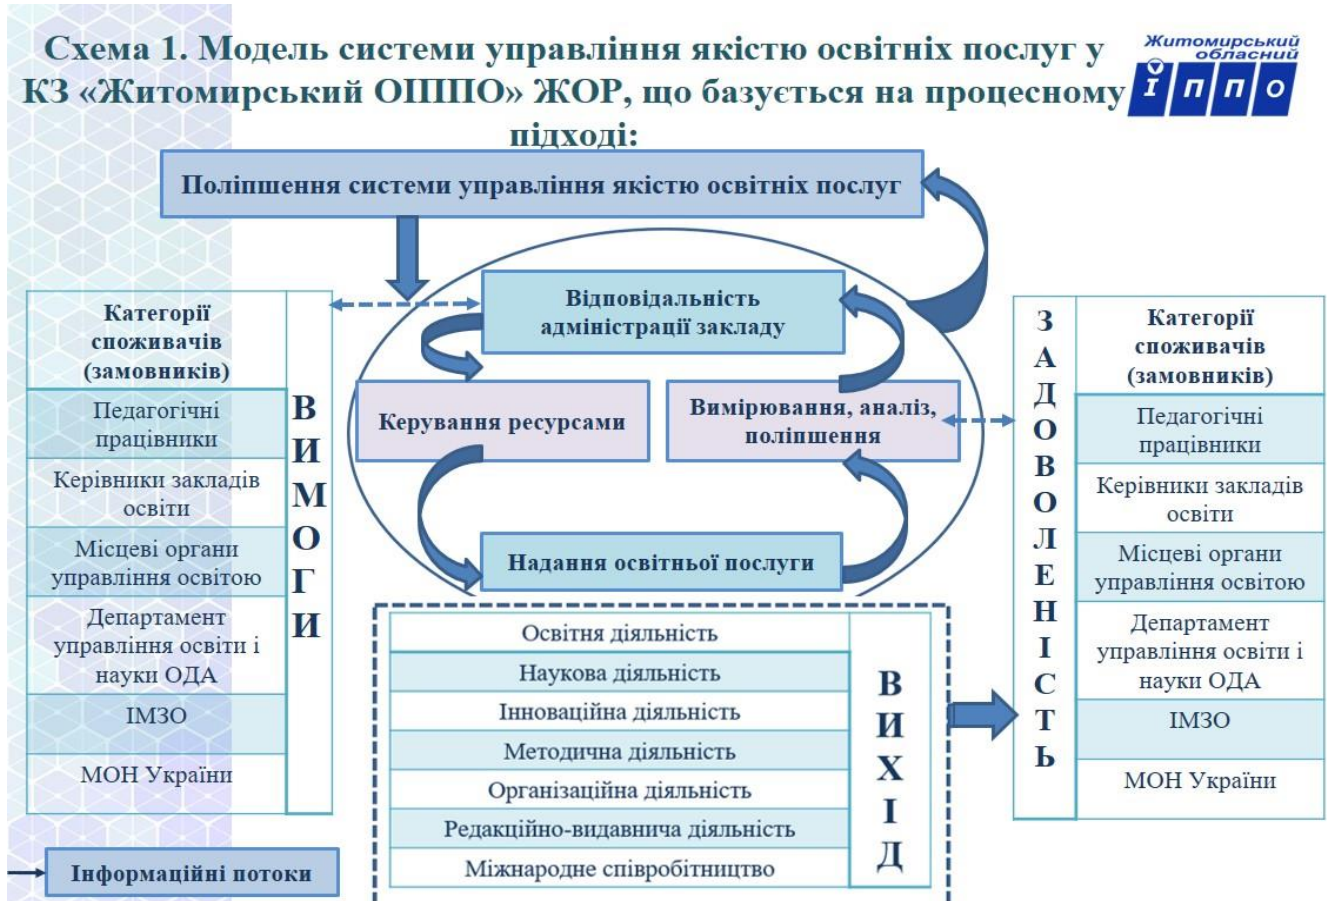 Схема 1. Модель системи управління якістю освітніх послуг у
КЗ «Житомирський ОІППО» ЖОР, що базується на процесному
підході:
Житомирський
обласний
ІППО
Поліпшення системи управління якістю освітніх послуг
Категорії
споживачів
(замовників)
Педагогічні
працівники
Керівники закладів
освіти
Місцеві органи
управління освітою
Департамент
управління освіти і
науки ОДА
ІМЗО
МОН України
ВИМОГИ
Відповідальність
адміністрації закладу
Керування ресурсами
Вимірювання, аналіз,
поліпшення
Надання освітньої послуги
Освітня діяльність
Наукова діяльність
Інноваційна діяльність
Методична діяльність
Організаційна діяльність
Редакційно-видавнича діяльність
Міжнародне співробітництво
ВИХІД
ЗАДОВОЛЕНІСТЬ
Категорії
споживачів
(замовників)
Педагогічні
працівники
Керівники закладів
освіти
Місцеві органи
управління освітою
Департамент
управління освіти і
науки ОДА
ІМЗО
МОН України
Інформаційні потоки